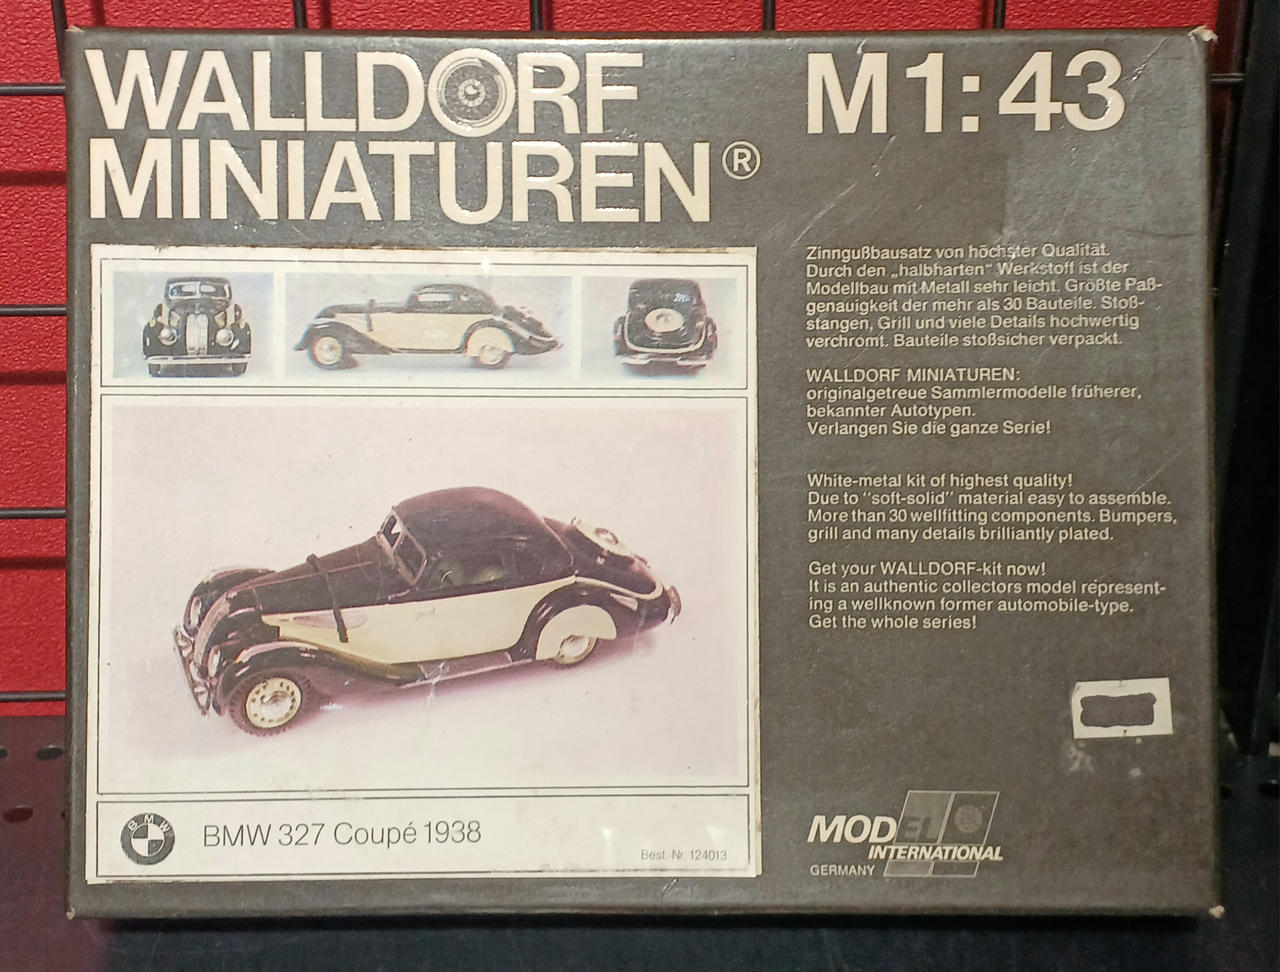 WALLDORF
MINIATUREN®
M1:43
Zinngußbausatz von höchster Qualität.
Durch den „halbharten“ Werkstoff ist der
Modellbau mit Metall sehr leicht. Größte Paß-
genauigkeit der mehr als 30 Bauteile. Stoß-
stangen, Grill und viele Details hochwertig
verchromt. Bauteile stoßsicher verpackt.
WALLDORF MINIATUREN:
originalgetreue Sammlermodelle früherer,
bekannter Autotypen.
Verlangen Sie die ganze Serie!
White-metal kit of highest quality!
Due to "soft-solid" material easy to assemble.
More than 30 wellfitting components. Bumpers,
grill and many details brilliantly plated.
Get your WALLDORF-kit now!
It is an authentic collectors model represent-
ing a wellknown former automobile-type.
Get the whole series!
BMW
BMW 327 Coupé 1938
Best.-Nr. 124013
MODEL
INTERNATIONAL
GERMANY